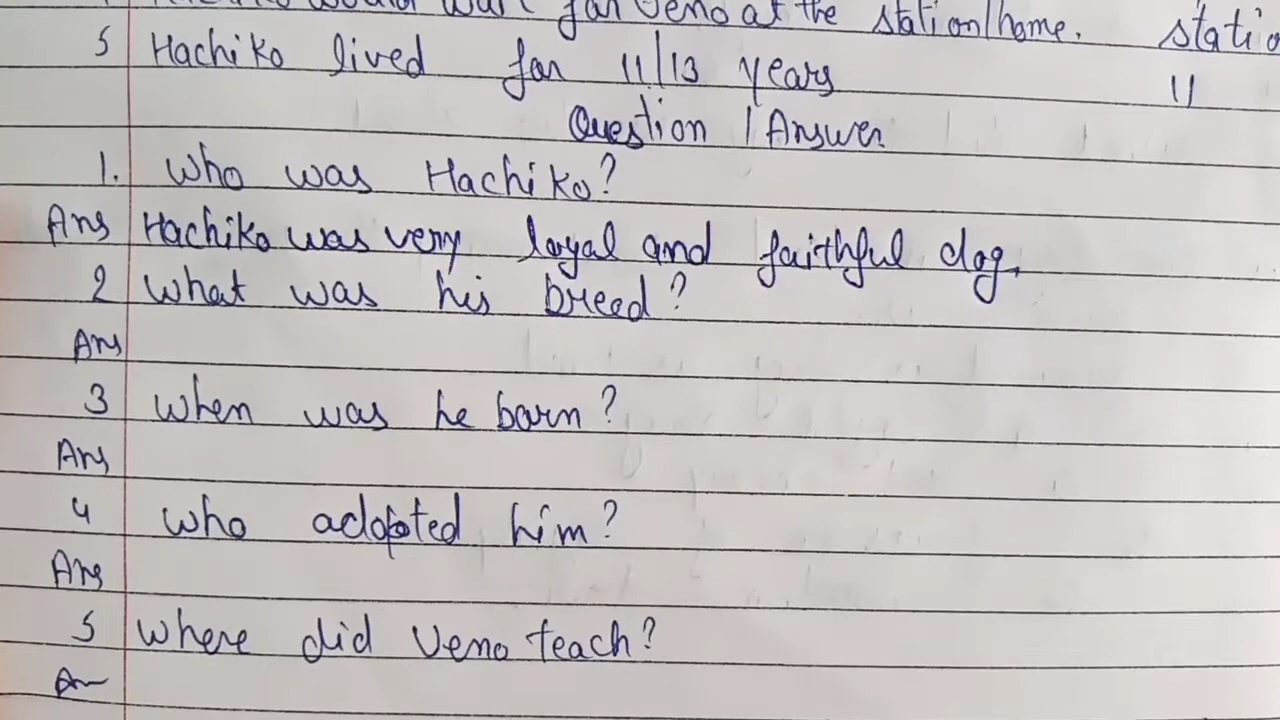 for Ueno at the station/home. statio
5 Hachiko lived for 11/13 years 11
Question / Answer
1. Who was Hachiko?
Ans Hachiko was very loyal and faithful dog.
2 What was his breed?
Ans
3 When was he born?
Ans
4 Who adopted him?
Ans
5 Where did Ueno teach?
An